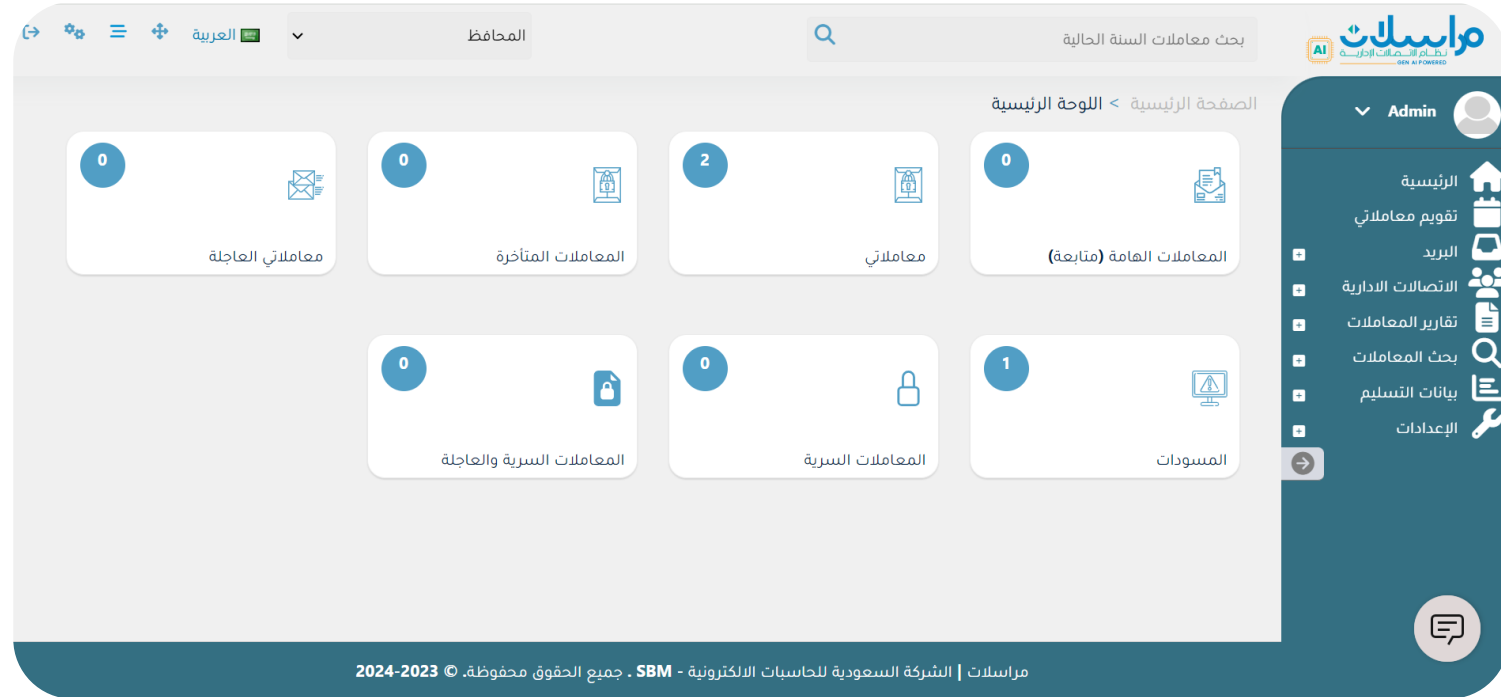 مراسلات
نظام الاتصالات الإدارية
GEN AI POWERED
AI
بحث معاملات السنة الحالية
المحافظ
العربية
Admin
الرئيسية
تقويم معاملاتي
البريد
الاتصالات الادارية
تقارير المعاملات
بحث المعاملات
بيانات التسليم
الإعدادات
الصفحة الرئيسية > اللوحة الرئيسية
0
المعاملات الهامة (متابعة)
2
معاملاتي
0
المعاملات المتأخرة
0
معاملاتي العاجلة
1
المسودات
0
المعاملات السرية
0
المعاملات السرية والعاجلة
مراسلات | الشركة السعودية للحاسبات الالكترونية - SBM . جميع الحقوق محفوظة. © 2023-2024